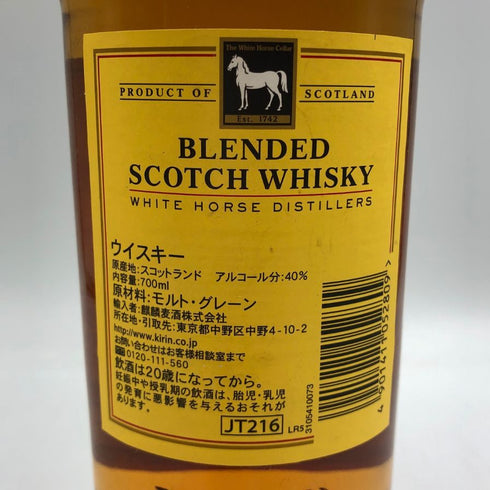 The White Horse Cellar
PRODUCT OF SCOTLAND
Est. 1742
BLENDED
SCOTCH WHISKY
WHITE HORSE DISTILLERS
ウイスキー
原産地:スコットランド アルコール分:40%
内容量:700ml
原材料:モルト・グレーン
輸入者:麒麟麦酒株式会社
所在地・引取先:東京都中野区中野4-10-2
http://www.kirin.co.jp
お問い合わせはお客様相談室まで
0120-111-560
飲酒は20歳になってから。
妊娠中や授乳期の飲酒は、胎児・乳児
の発育に悪影響を与えるおそれが
あります。
JT216
LR5
3105410073
4901411052809>